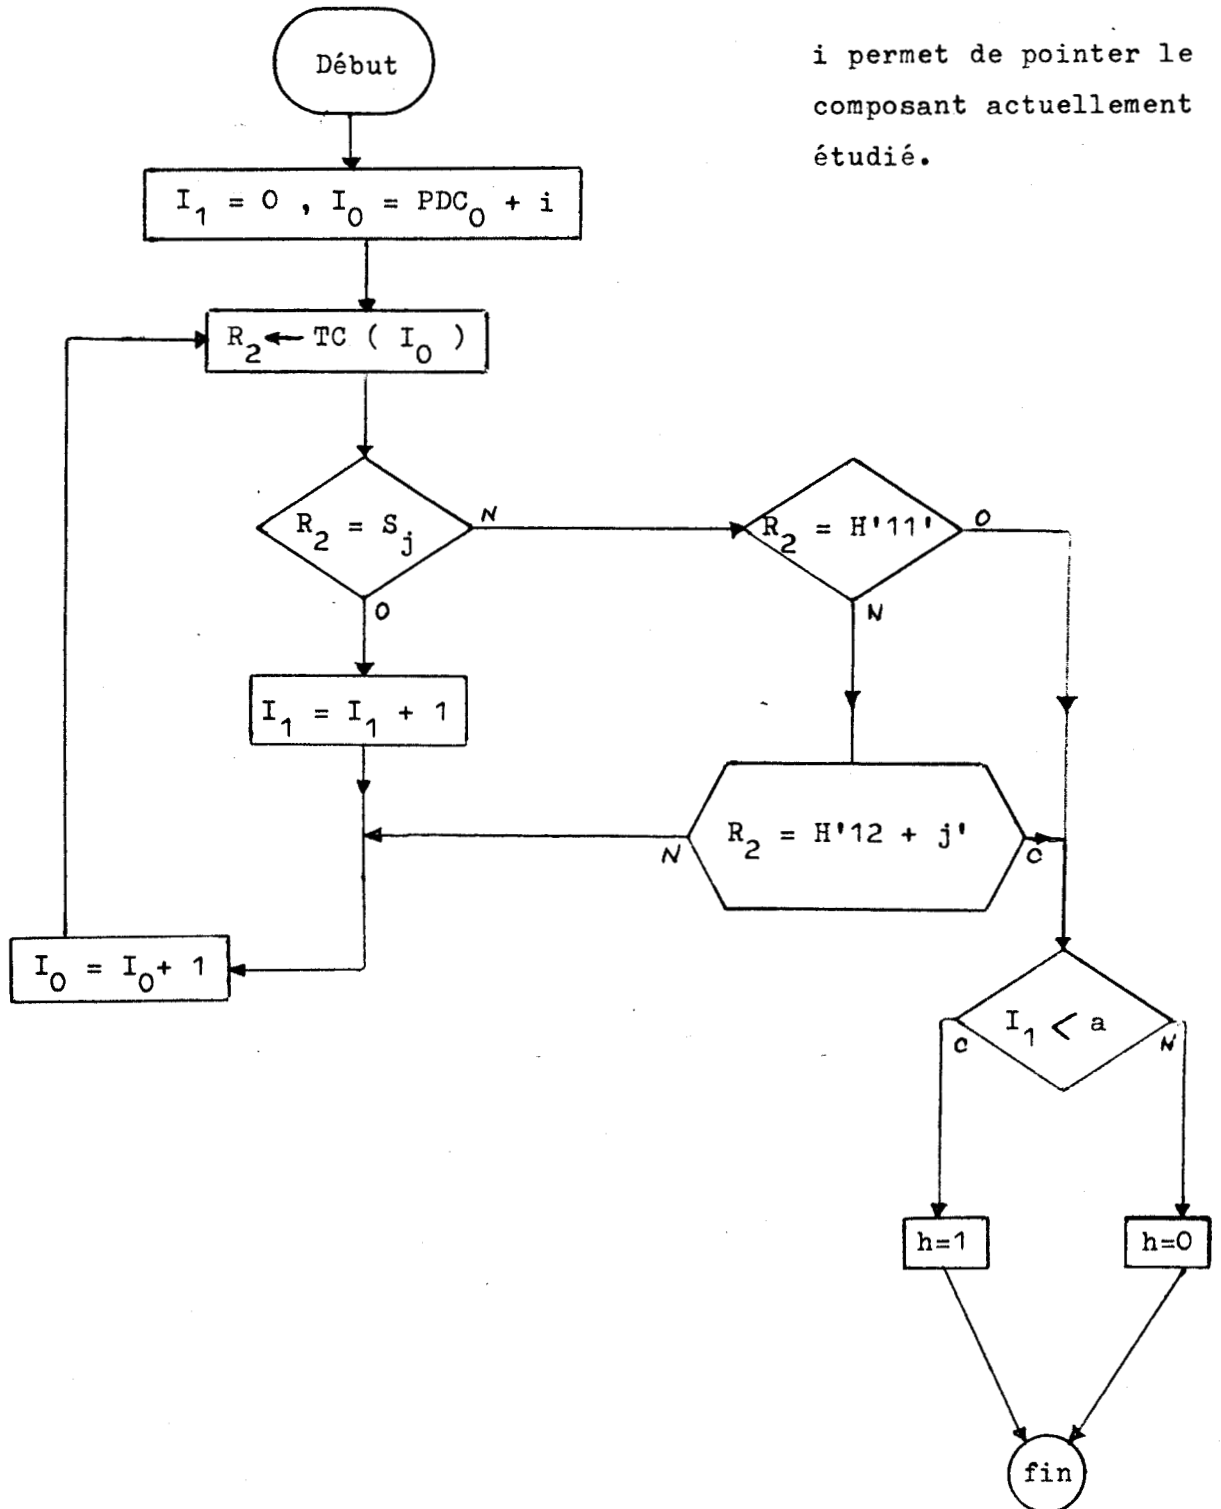 Début
i permet de pointer le
composant actuellement
étudié.
I₁ = 0 , I₀ = PDC₀ + i
R₂ ← TC ( I₀ )
R₂ = Sⱼ
N
O
R₂ = H'11'
O
N
I₁ = I₁ + 1
R₂ = H'12 + j'
N
O
I₀ = I₀+ 1
I₁ < a
O
N
h=1
h=0
fin